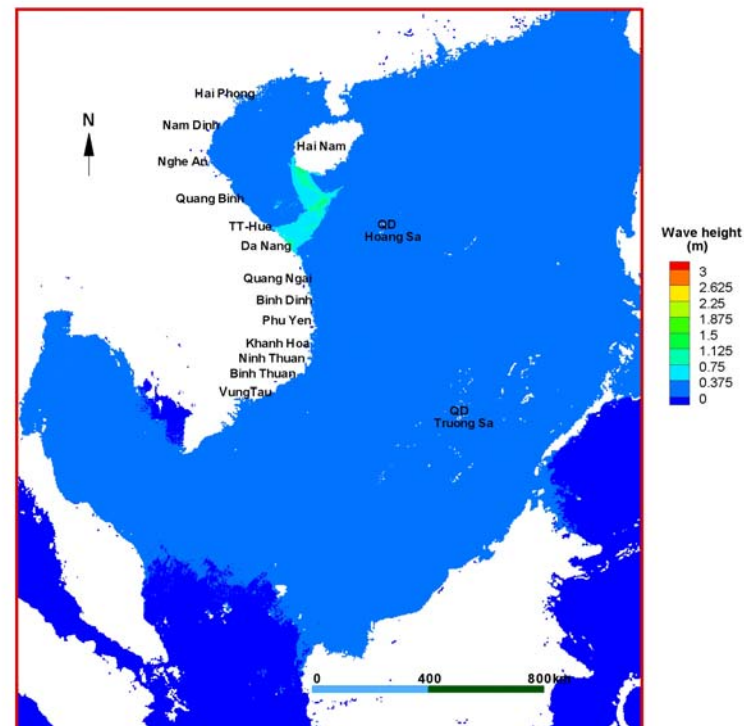 Hai Phong
N
Nam Dinh
Hai Nam
Nghe An
Quang Binh
QD
Hoang Sa
TT-Hue
Da Nang
Wave height
(m)
3
2.625
2.25
1.875
1.5
1.125
0.75
0.375
0
Quang Ngai
Binh Dinh
Phu Yen
Khanh Hoa
Ninh Thuan
Binh Thuan
VungTau
QD
Truong Sa
0 400 800km